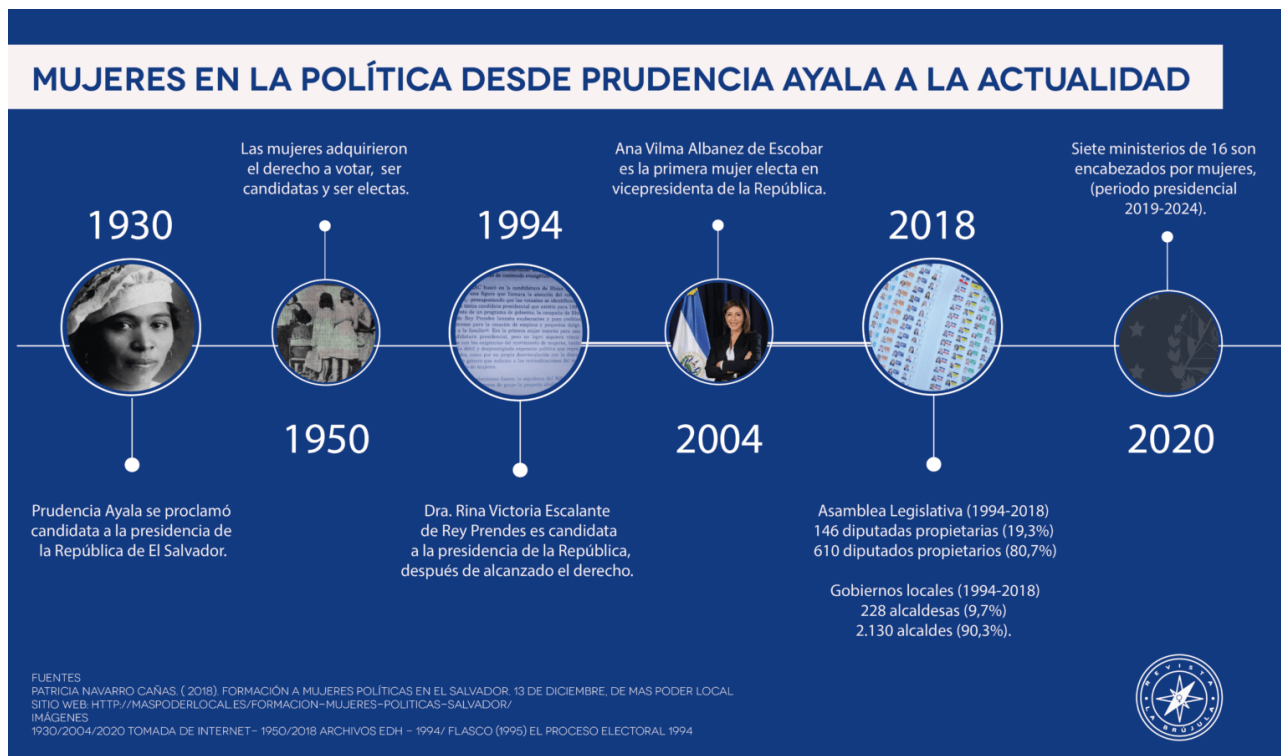 MUJERES EN LA POLÍTICA DESDE PRUDENCIA AYALA A LA ACTUALIDAD
1930
Prudencia Ayala se proclamó
candidata a la presidencia de
la República de El Salvador.
Las mujeres adquirieron
el derecho a votar, ser
candidatas y ser electas.
1950
1994
Dra. Rina Victoria Escalante
de Rey Prendes es candidata
a la presidencia de la República,
después de alcanzado el derecho.
Ana Vilma Albanez de Escobar
es la primera mujer electa en
vicepresidenta de la República.
2004
2018
Asamblea Legislativa (1994-2018)
146 diputadas propietarias (19,3%)
610 diputados propietarios (80,7%)
Gobiernos locales (1994-2018)
228 alcaldesas (9,7%)
2.130 alcaldes (90,3%).
Siete ministerios de 16 son
encabezados por mujeres,
(periodo presidencial
2019-2024).
2020
FUENTES
PATRICIA NAVARRO CAÑAS. ( 2018). FORMACIÓN A MUJERES POLÍTICAS EN EL SALVADOR. 13 DE DICIEMBRE, DE MAS PODER LOCAL
SITIO WEB: HTTP://MASPODERLOCAL.ES/FORMACION-MUJERES-POLITICAS-SALVADOR/
IMÁGENES
1930/2004/2020 TOMADA DE INTERNET- 1950/2018 ARCHIVOS EDH - 1994/ FLASCO (1995) EL PROCESO ELECTORAL 1994
REVISTA
LA BRÚJULA